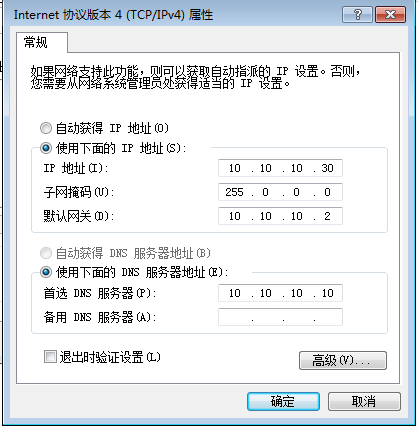 Internet 协议版本 4 (TCP/IPv4) 属性
常规
如果网络支持此功能，则可以获取自动指派的 IP 设置。否则，
您需要从网络系统管理员处获得适当的 IP 设置。
自动获得 IP 地址(O)
使用下面的 IP 地址(S):
IP 地址(I): 10 . 10 . 10 . 30
子网掩码(U): 255 . 0 . 0 . 0
默认网关(D): 10 . 10 . 10 . 2
自动获得 DNS 服务器地址(B)
使用下面的 DNS 服务器地址(E):
首选 DNS 服务器(P): 10 . 10 . 10 . 10
备用 DNS 服务器(A): . . .
退出时验证设置(L)
高级(V)...
确定 取消